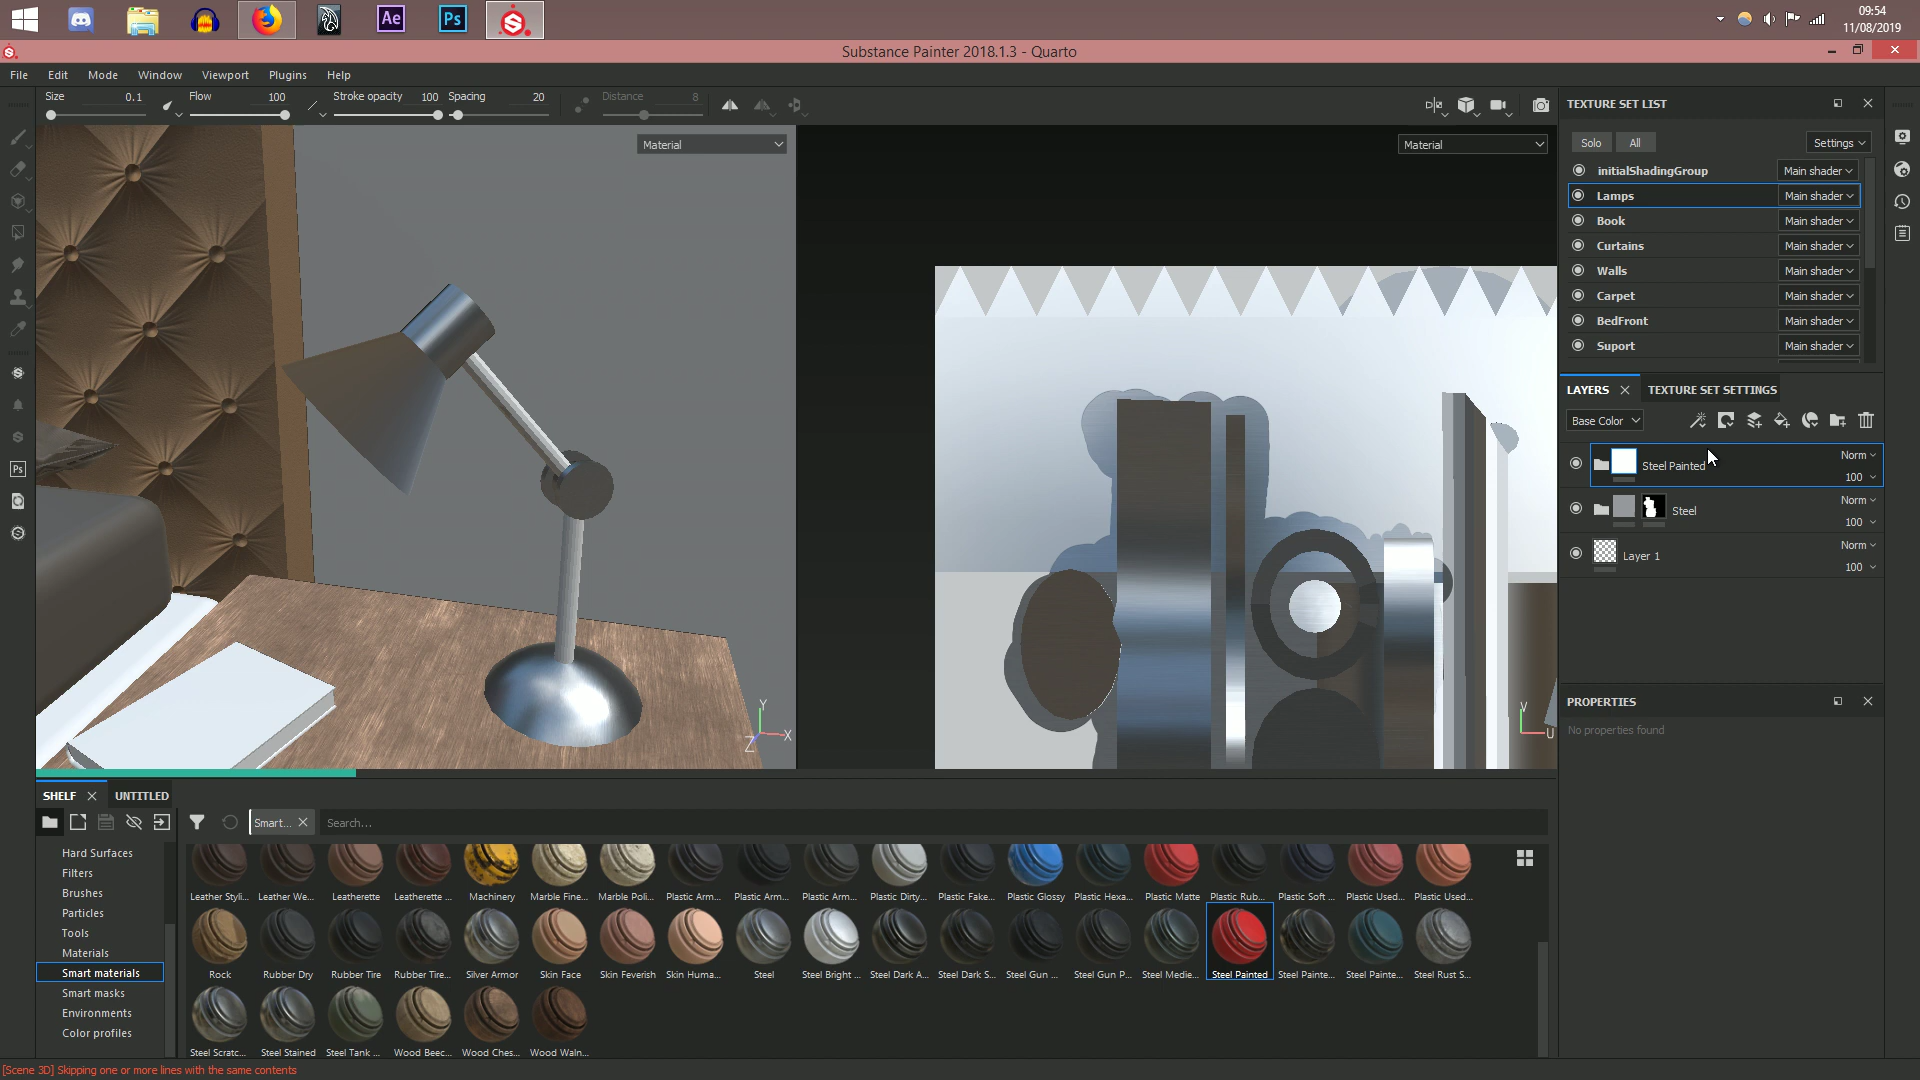 09:54
Ae
Ps
11/08/2019
Substance Painter 2018.1.3 - Quarto
File Edit Mode Window Viewport Plugins Help
Size 0.1 Flow 100 Stroke opacity 100 Spacing 20 Distance 8
TEXTURE SET LIST
Material
Material
Solo All Settings
initialShadingGroup Main shader
Lamps Main shader
Book Main shader
Curtains Main shader
Walls Main shader
Carpet Main shader
BedFront Main shader
Suport Main shader
LAYERS TEXTURE SET SETTINGS
Base Color
Norm
Steel Painted
100
Norm
Steel
100
Norm
Layer 1
100
Ps
PROPERTIES
No properties found
Y
X
Z
V
U
SHELF UNTITLED
Smart... Search...
Hard Surfaces
Filters
Brushes
Particles
Tools
Materials
Smart materials
Smart masks
Environments
Color profiles
Leather Styli... Leather We... Leatherette Leatherette ... Machinery Marble Fine... Marble Poli... Plastic Arm... Plastic Arm... Plastic Arm... Plastic Dirty... Plastic Fake... Plastic Glossy Plastic Hexa... Plastic Matte Plastic Rub... Plastic Soft ... Plastic Used... Plastic Used...
Rock Rubber Dry Rubber Tire Rubber Tire... Silver Armor Skin Face Skin Feverish Skin Huma... Steel Steel Bright ... Steel Dark A... Steel Dark S... Steel Gun ... Steel Gun P... Steel Medie... Steel Painted Steel Painte... Steel Painte... Steel Rust S...
Steel Scratc... Steel Stained Steel Tank ... Wood Beec... Wood Ches... Wood Waln...
[Scene 3D] Skipping one or more lines with the same contents